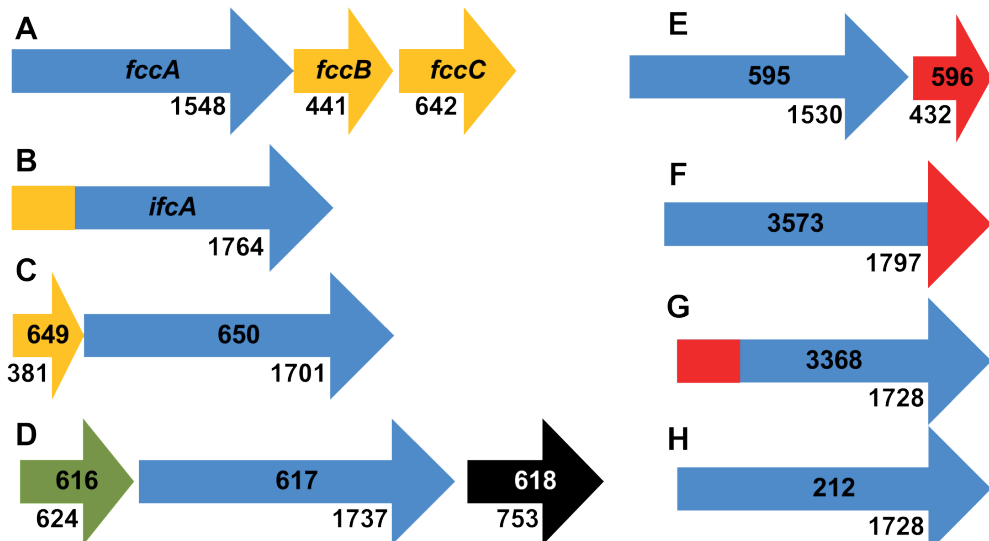 A
fccA fccB fccC
1548 441 642
B
ifcA
1764
C
649 650
381 1701
D
616 617 618
624 1737 753
E
595 596
1530 432
F
3573
1797
G
3368
1728
H
212
1728